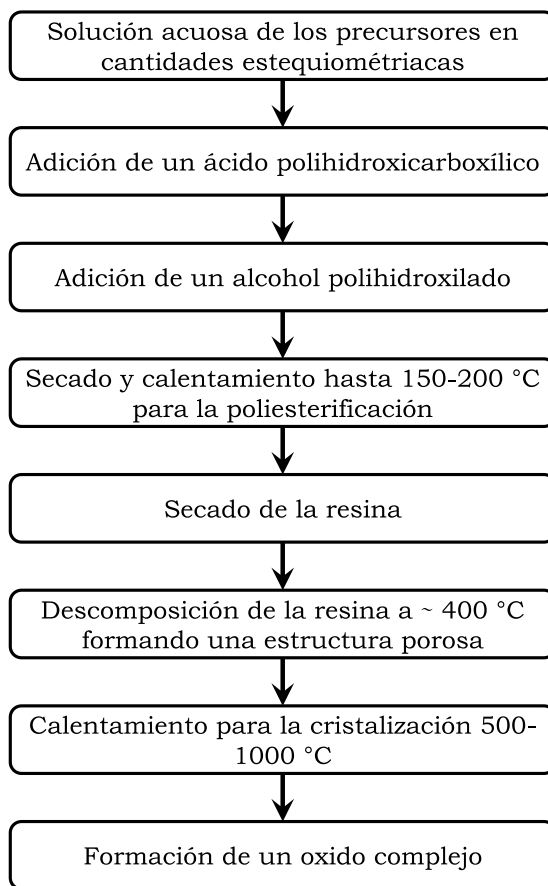 Solución acuosa de los precursores en
cantidades estequiométriacas
Adición de un ácido polihidroxicarboxílico
Adición de un alcohol polihidroxilado
Secado y calentamiento hasta 150-200 °C
para la poliesterificación
Secado de la resina
Descomposición de la resina a ~ 400 °C
formando una estructura porosa
Calentamiento para la cristalización 500-
1000 °C
Formación de un oxido complejo